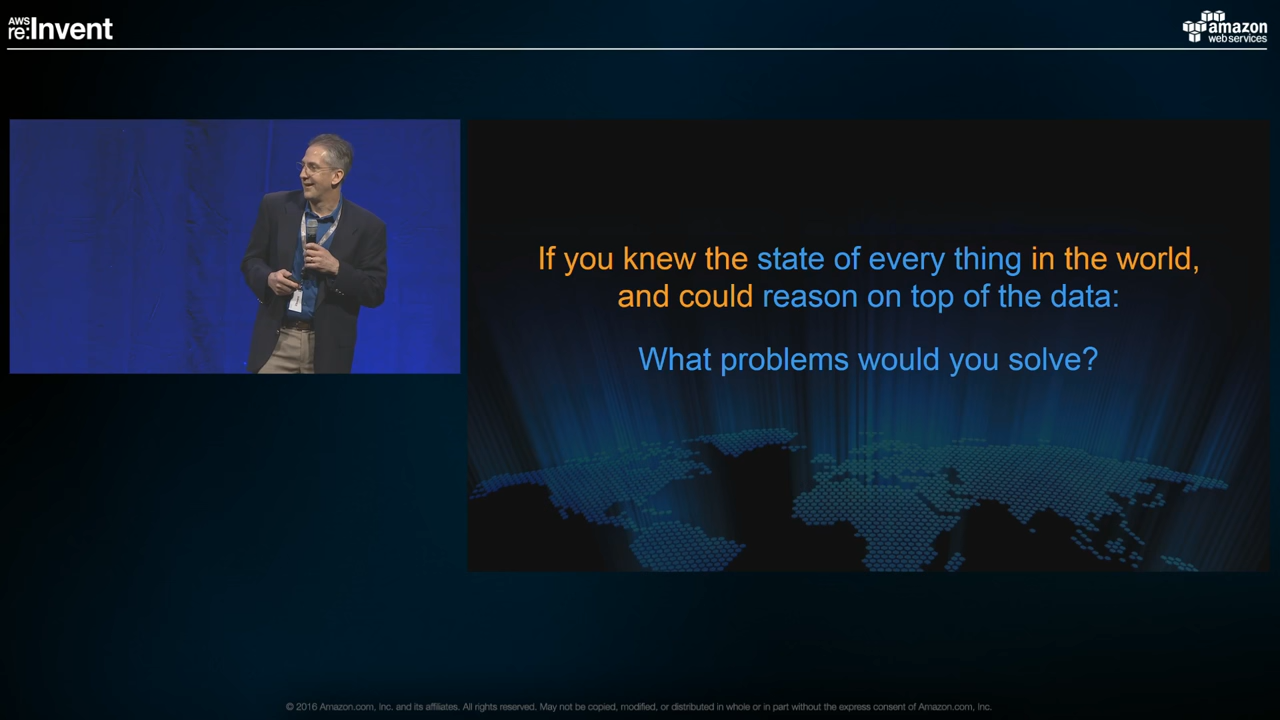 AWS
re:Invent
amazon
web services
If you knew the state of every thing in the world,
and could reason on top of the data:
What problems would you solve?
© 2016 Amazon.com, Inc. and its affiliates. All rights reserved. May not be copied, modified, or distributed in whole or in part without the express consent of Amazon.com, Inc.